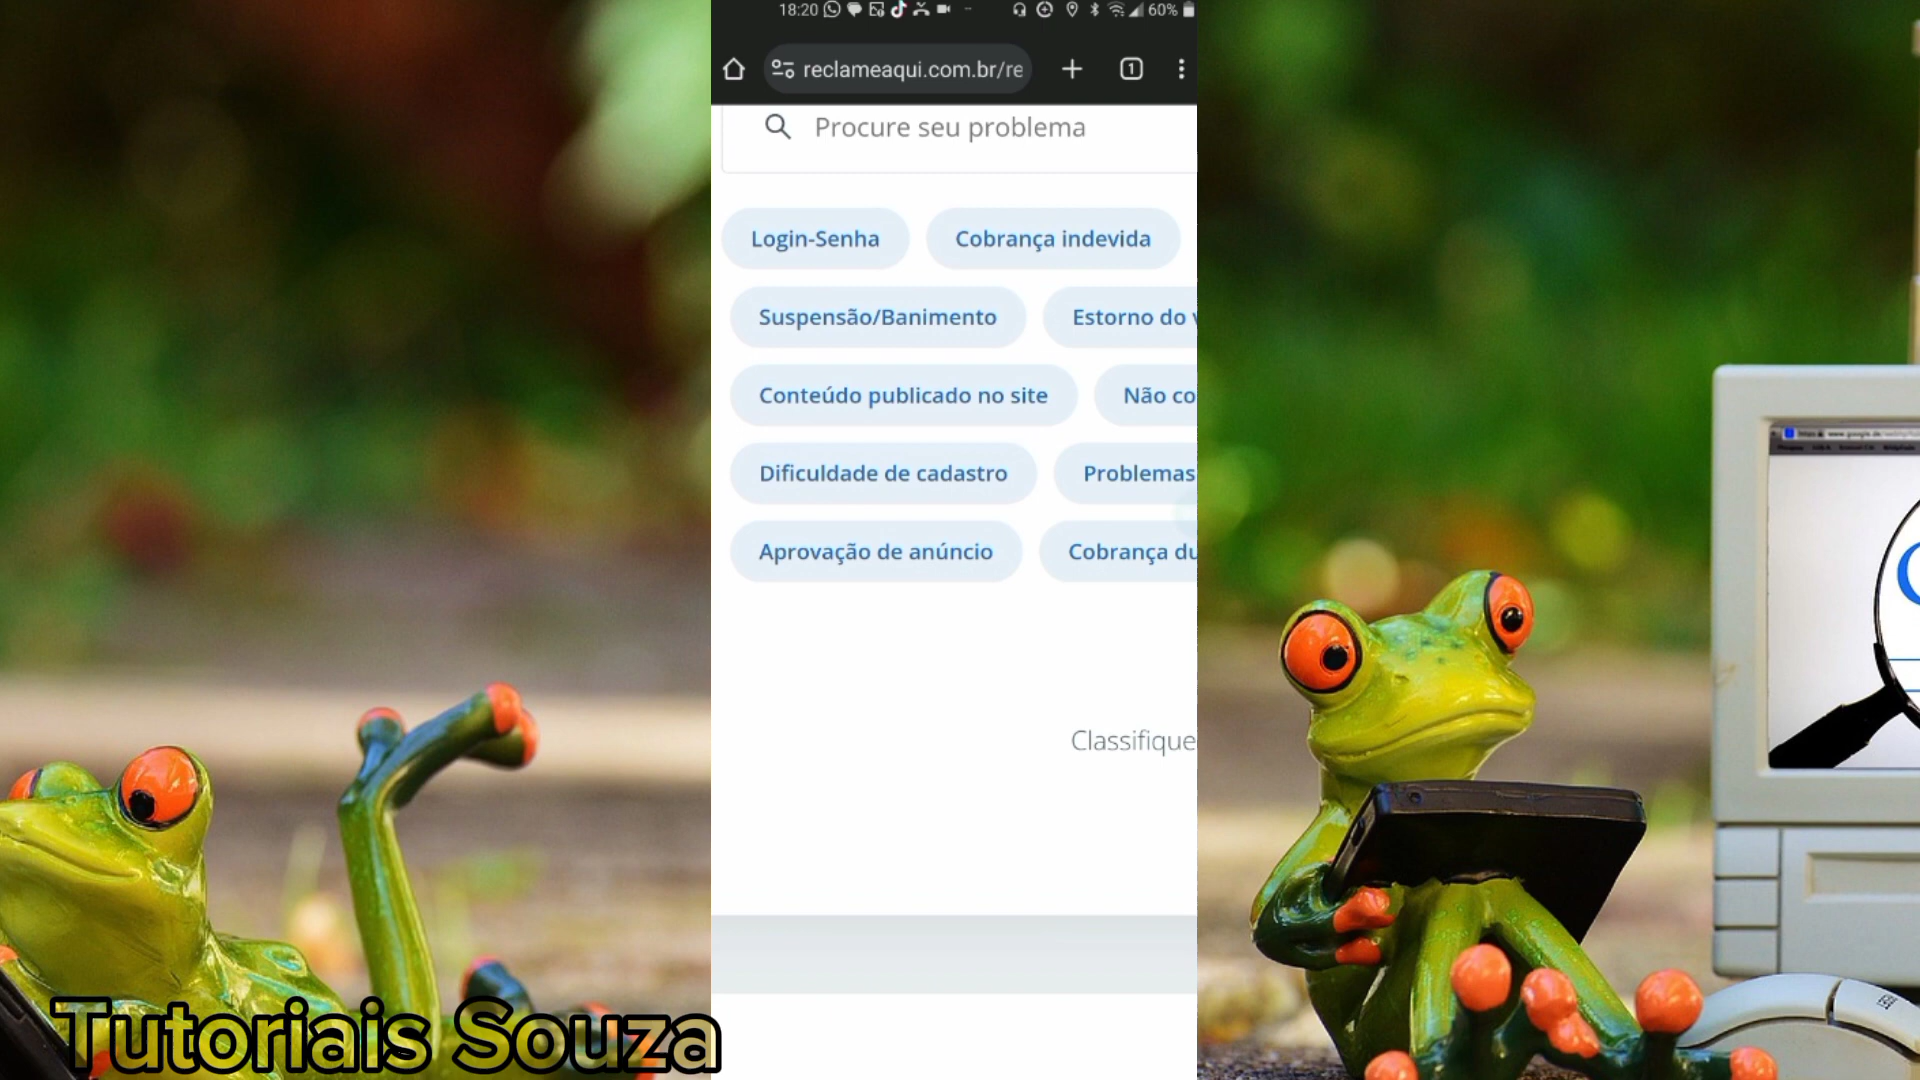 18:20 60%
reclameaqui.com.br/re 1
Procure seu problema
Login-Senha Cobrança indevida
Suspensão/Banimento Estorno do v
Conteúdo publicado no site Não co
Dificuldade de cadastro Problemas
Aprovação de anúncio Cobrança du
Classifique
Tutoriais Souza